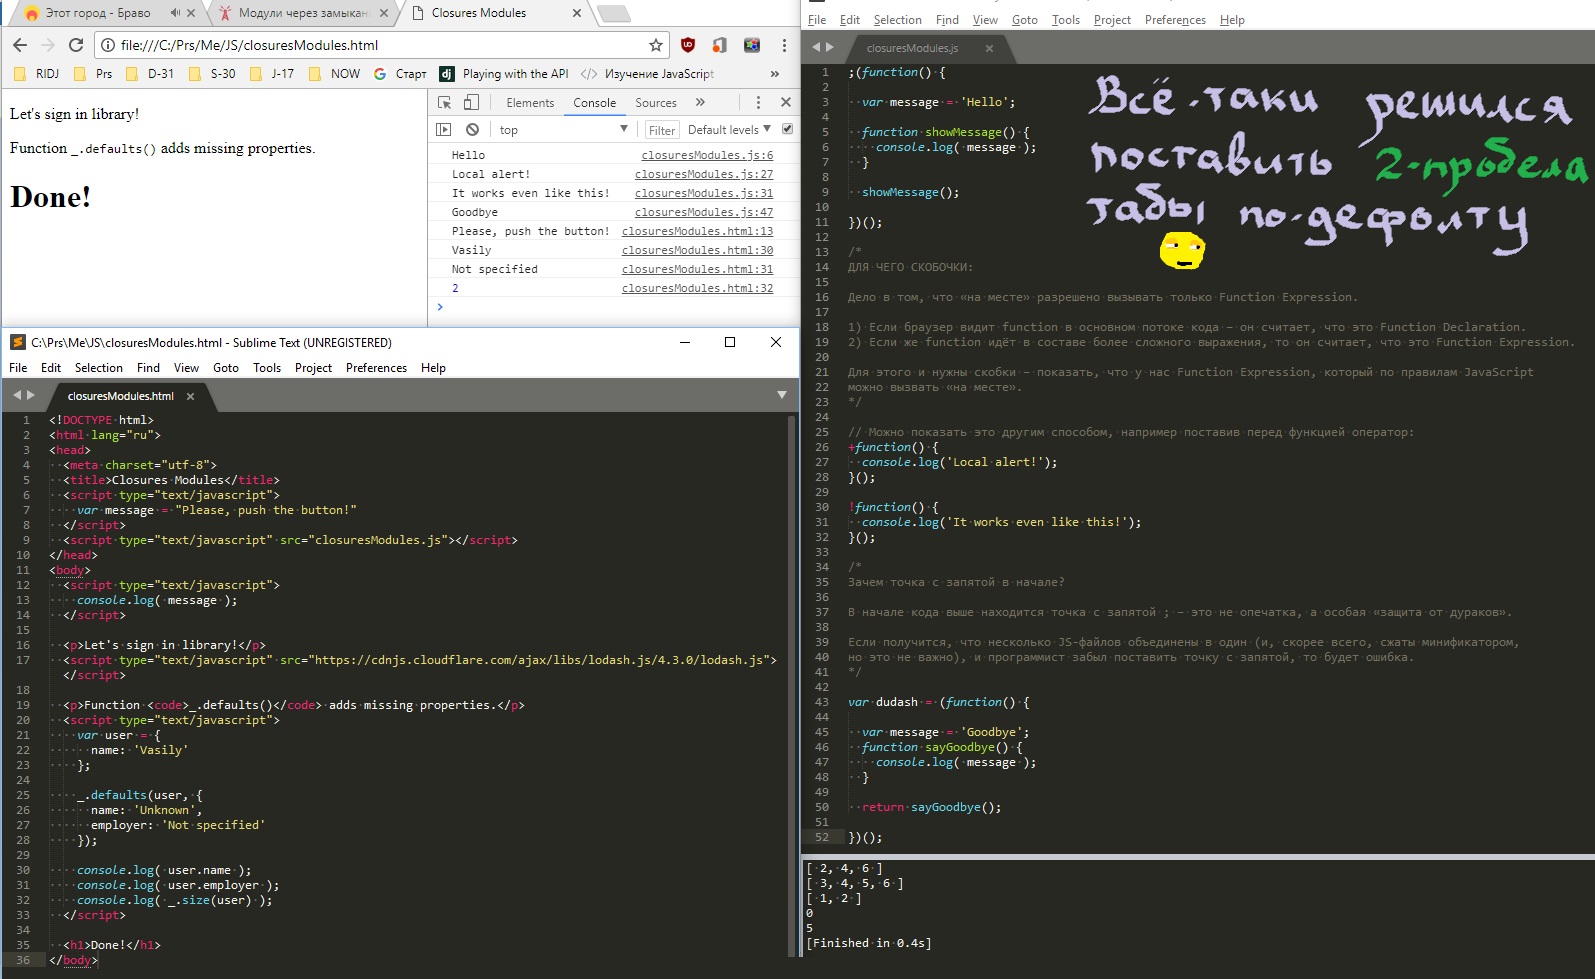 Этот город - Браво
Модули через замыкан
Closures Modules
file:///C:/Prs/Me/JS/closuresModules.html
RIDJ
Prs
D-31
S-30
J-17
NOW
Старт
dj
Playing with the API
Изучение JavaScript
»
Let's sign in library!
Function _.defaults() adds missing properties.
Done!
Elements
Console
Sources
»
top
Filter
Default levels
Hello closuresModules.js:6
Local alert! closuresModules.js:27
It works even like this! closuresModules.js:31
Goodbye closuresModules.js:47
Please, push the button! closuresModules.html:13
Vasily closuresModules.html:30
Not specified closuresModules.html:31
2 closuresModules.html:32
>
C:\Prs\Me\JS\closuresModules.html - Sublime Text (UNREGISTERED)
File Edit Selection Find View Goto Tools Project Preferences Help
closuresModules.html
1 <!DOCTYPE html>
2 <html lang="ru">
3 <head>
4 <meta charset="utf-8">
5 <title>Closures Modules</title>
6 <script type="text/javascript">
7 var message = "Please, push the button!"
8 </script>
9 <script type="text/javascript" src="closuresModules.js"></script>
10 </head>
11 <body>
12 <script type="text/javascript">
13 console.log( message );
14 </script>
15
16 <p>Let's sign in library!</p>
17 <script type="text/javascript" src="https://cdnjs.cloudflare.com/ajax/libs/lodash.js/4.3.0/lodash.js">
</script>
18
19 <p>Function <code>_.defaults()</code> adds missing properties.</p>
20 <script type="text/javascript">
21 var user = {
22 name: 'Vasily'
23 };
24
25 _.defaults(user, {
26 name: 'Unknown',
27 employer: 'Not specified'
28 });
29
30 console.log( user.name );
31 console.log( user.employer );
32 console.log( _.size(user) );
33 </script>
34
35 <h1>Done!</h1>
36 </body>
File Edit Selection Find View Goto Tools Project Preferences Help
closuresModules.js
1 ;(function() {
2
3 var message = 'Hello';
4
5 function showMessage() {
6 console.log( message );
7 }
8
9 showMessage();
10
11 })();
12
13 /*
14 ДЛЯ ЧЕГО СКОБОЧКИ:
15
16 Дело в том, что «на месте» разрешено вызывать только Function Expression.
17
18 1) Если браузер видит function в основном потоке кода – он считает, что это Function Declaration.
19 2) Если же function идёт в составе более сложного выражения, то он считает, что это Function Expression.
20
21 Для этого и нужны скобки – показать, что у нас Function Expression, который по правилам JavaScript
22 можно вызвать «на месте».
23 */
24
25 // Можно показать это другим способом, например поставив перед функцией оператор:
26 +function() {
27 console.log('Local alert!');
28 }();
29
30 !function() {
31 console.log('It works even like this!');
32 }();
33
34 /*
35 Зачем точка с запятой в начале?
36
37 В начале кода выше находится точка с запятой ; – это не опечатка, а особая «защита от дураков».
38
39 Если получится, что несколько JS-файлов объединены в один (и, скорее всего, сжаты минификатором,
40 но это не важно), и программист забыл поставить точку с запятой, то будет ошибка.
41 */
42
43 var dudash = (function() {
44
45 var message = 'Goodbye';
46 function sayGoodbye() {
47 console.log( message );
48 }
49
50 return sayGoodbye();
51
52 })();
Всё-таки решился
поставить 2-пробела
табы по-дефолту
[ 2, 4, 6 ]
[ 3, 4, 5, 6 ]
[ 1, 2 ]
0
5
[Finished in 0.4s]